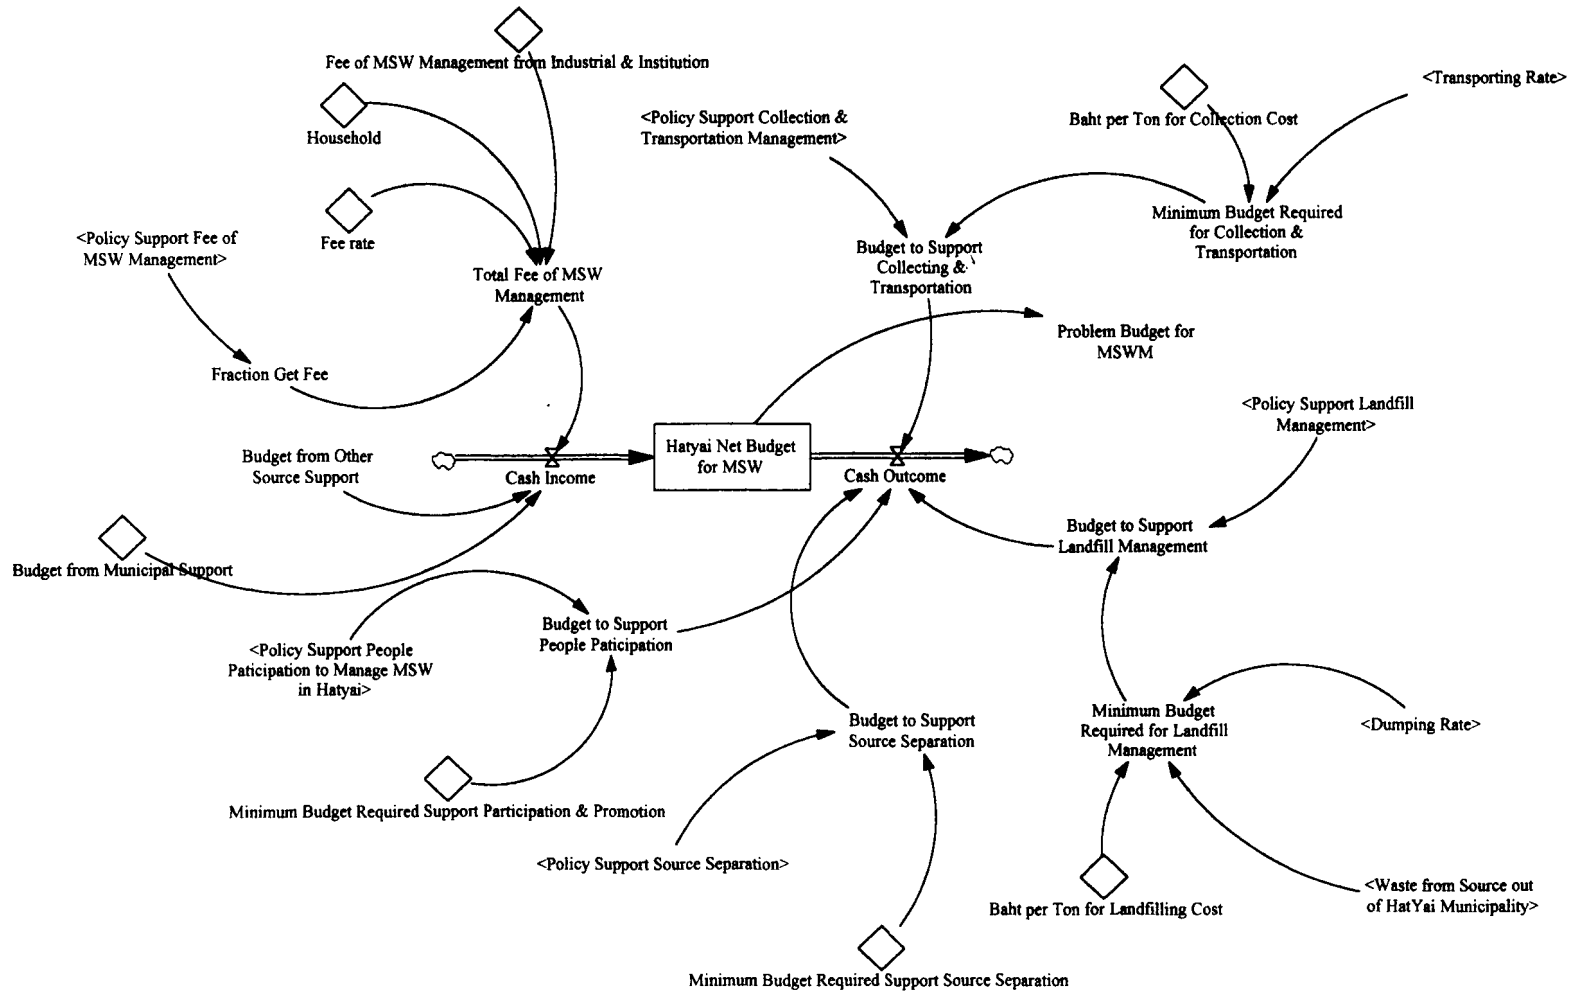 Fee of MSW Management from Industrial & Institution
<Transporting Rate>
<Policy Support Collection &
Transportation Management>
Baht per Ton for Collection Cost
Household
Minimum Budget Required
for Collection &
Transportation
Fee rate
<Policy Support Fee of
MSW Management>
Budget to Support
Collecting &
Transportation
Total Fee of MSW
Management
Problem Budget for
MSWM
Fraction Get Fee
<Policy Support Landfill
Management>
Budget from Other
Source Support
Cash Income
Hatyai Net Budget
for MSW
Cash Outcome
Budget to Support
Landfill Management
Budget from Municipal Support
Budget to Support
People Paticipation
<Policy Support People
Paticipation to Manage MSW
in Hatyai>
Budget to Support
Source Separation
Minimum Budget
Required for Landfill
Management
<Dumping Rate>
Minimum Budget Required Support Participation & Promotion
<Policy Support Source Separation>
Baht per Ton for Landfilling Cost
<Waste from Source out
of HatYai Municipality>
Minimum Budget Required Support Source Separation